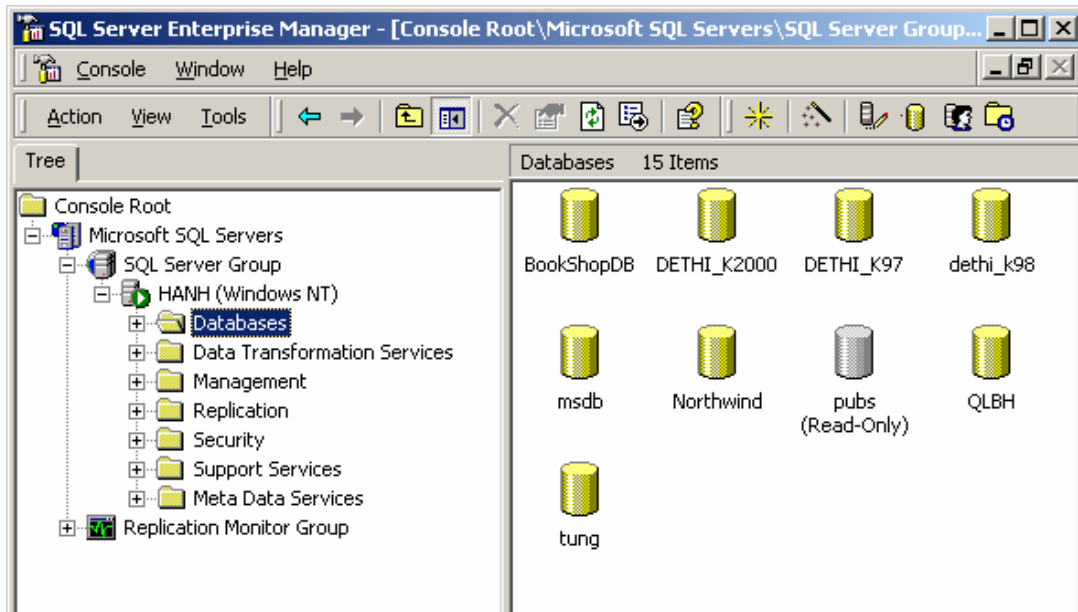 SQL Server Enterprise Manager - [Console Root\Microsoft SQL Servers\SQL Server Group...
Console Window Help
Action View Tools
Tree
Databases 15 Items
Console Root
Microsoft SQL Servers
SQL Server Group
HANH (Windows NT)
Databases
Data Transformation Services
Management
Replication
Security
Support Services
Meta Data Services
Replication Monitor Group
BookShopDB DETHI_K2000 DETHI_K97 dethi_k98
msdb Northwind pubs QLBH
(Read-Only)
tung